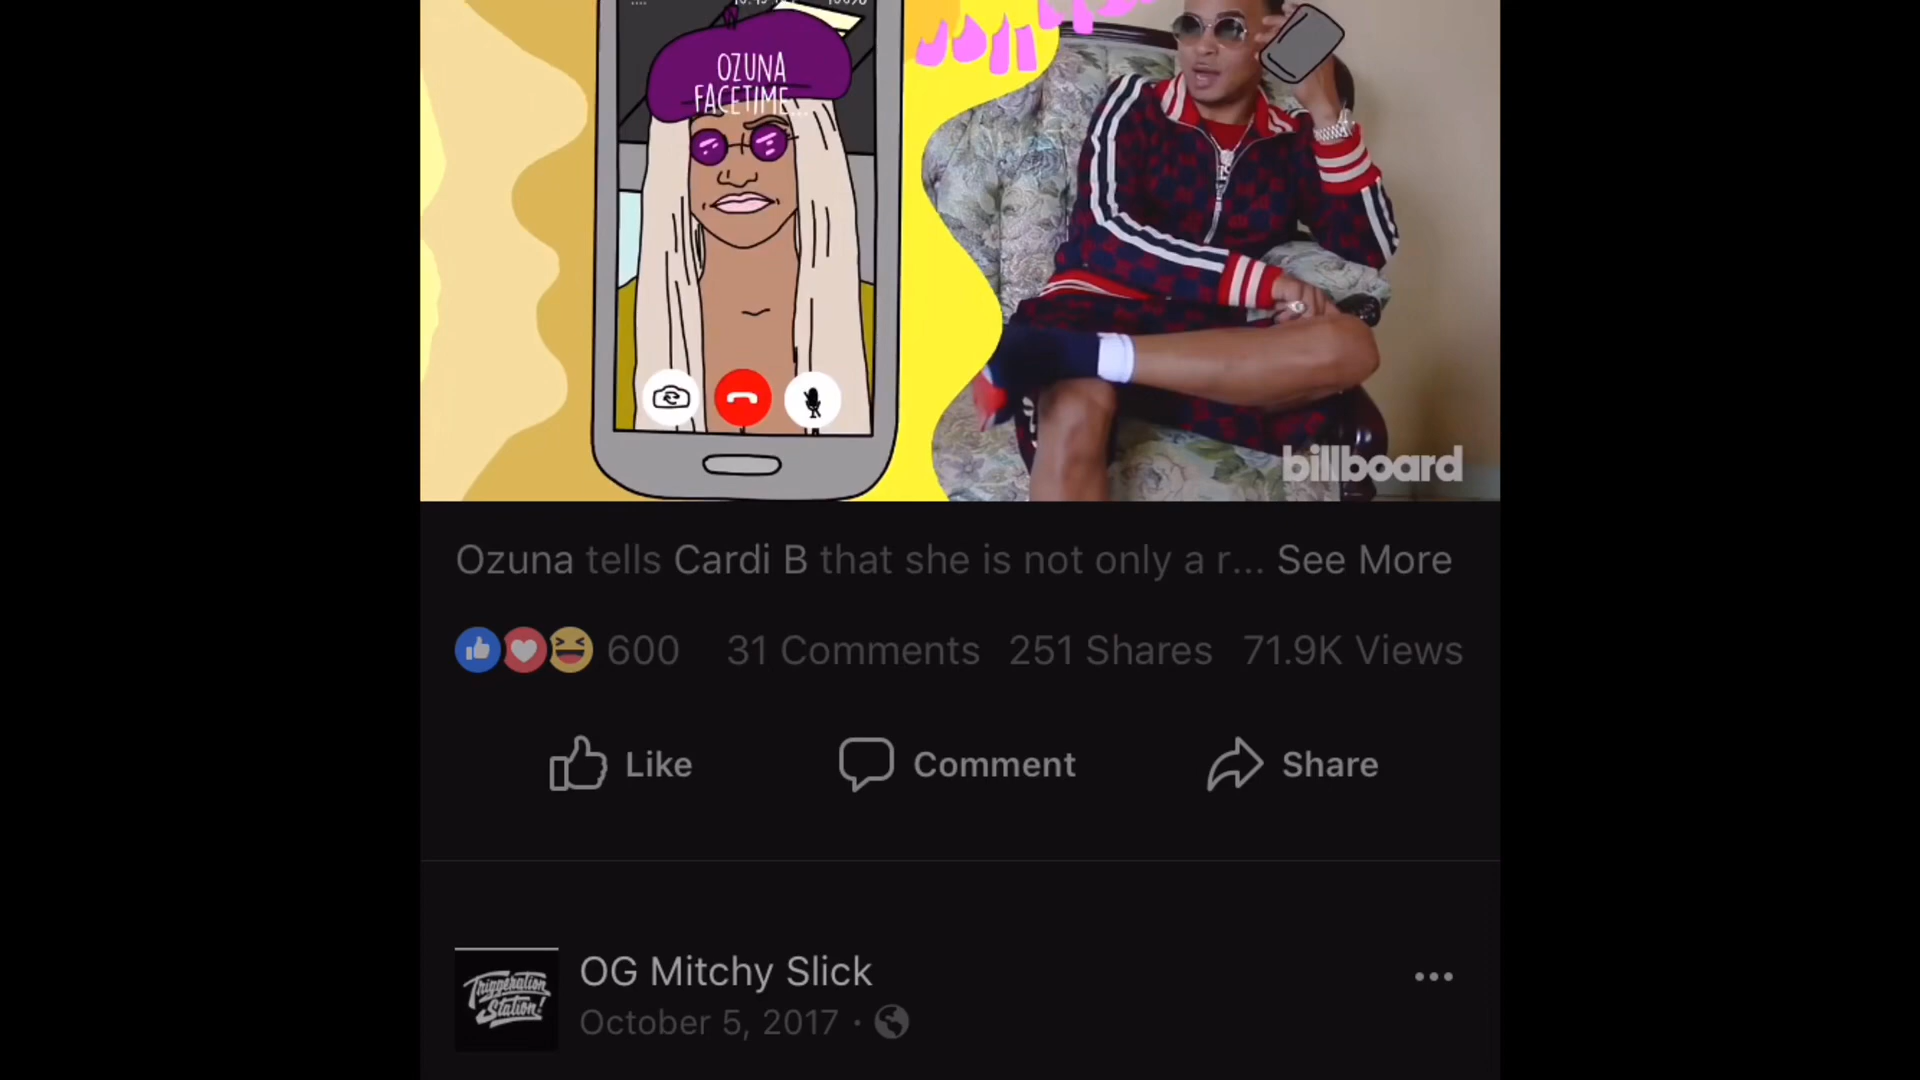 OZUNA
FACETIME...
billboard
Ozuna tells Cardi B that she is not only a r... See More
600 31 Comments 251 Shares 71.9K Views
Like Comment Share
Triggeration
Station!
OG Mitchy Slick
October 5, 2017 ·